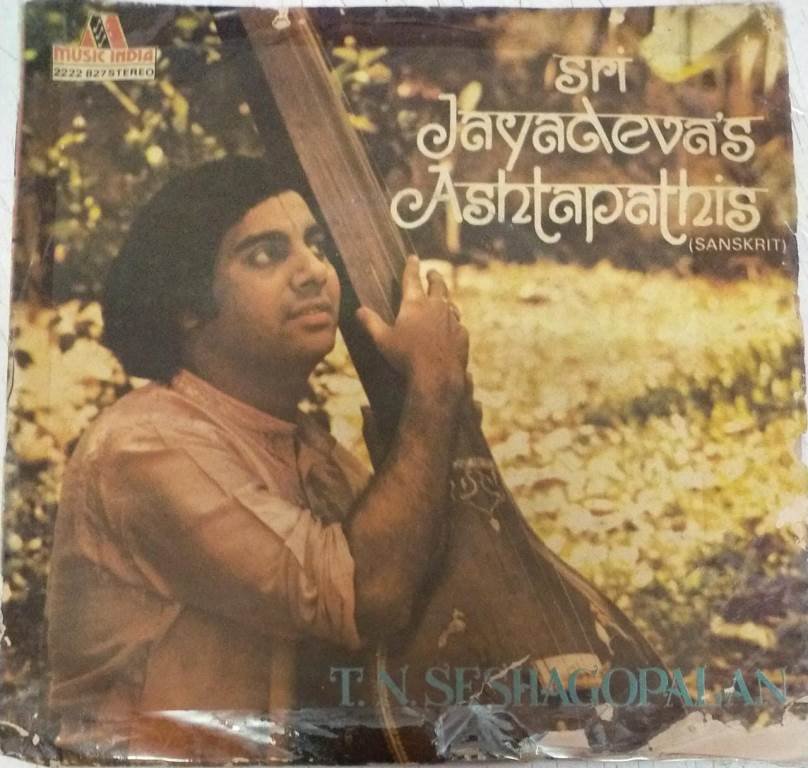 MUSIC INDIA
2222 827 STEREO
Sri
Jayadeva's
Ashtapathis
(SANSKRIT)
T. N. SESHAGOPALAN